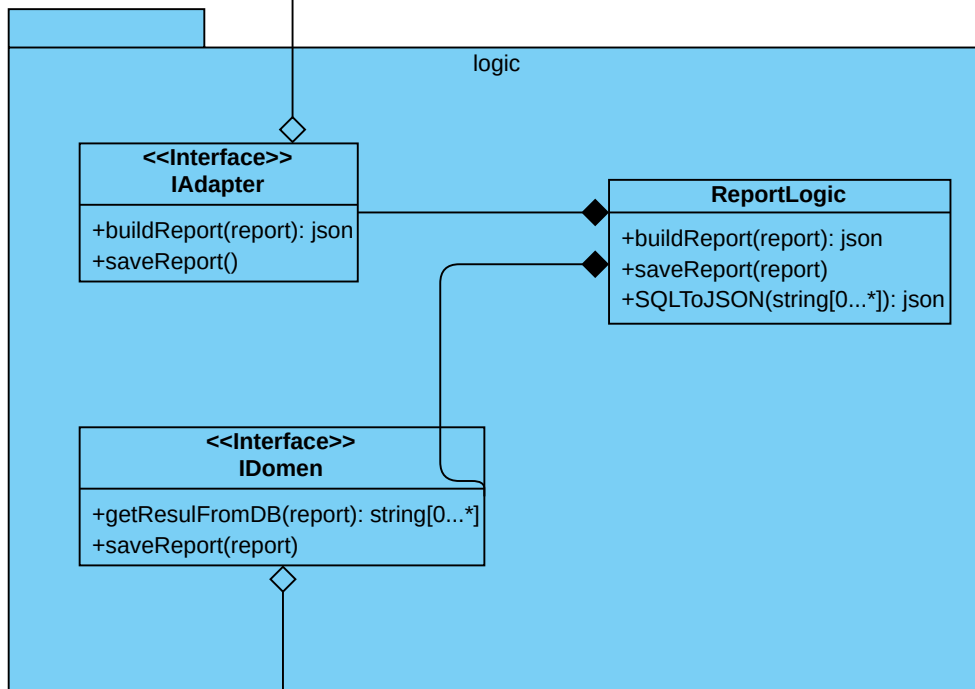 logic
<<Interface>>
IAdapter
+buildReport(report): json
+saveReport()
ReportLogic
+buildReport(report): json
+saveReport(report)
+SQLToJSON(string[0...*]): json
<<Interface>>
IDomen
+getResulFromDB(report): string[0...*]
+saveReport(report)